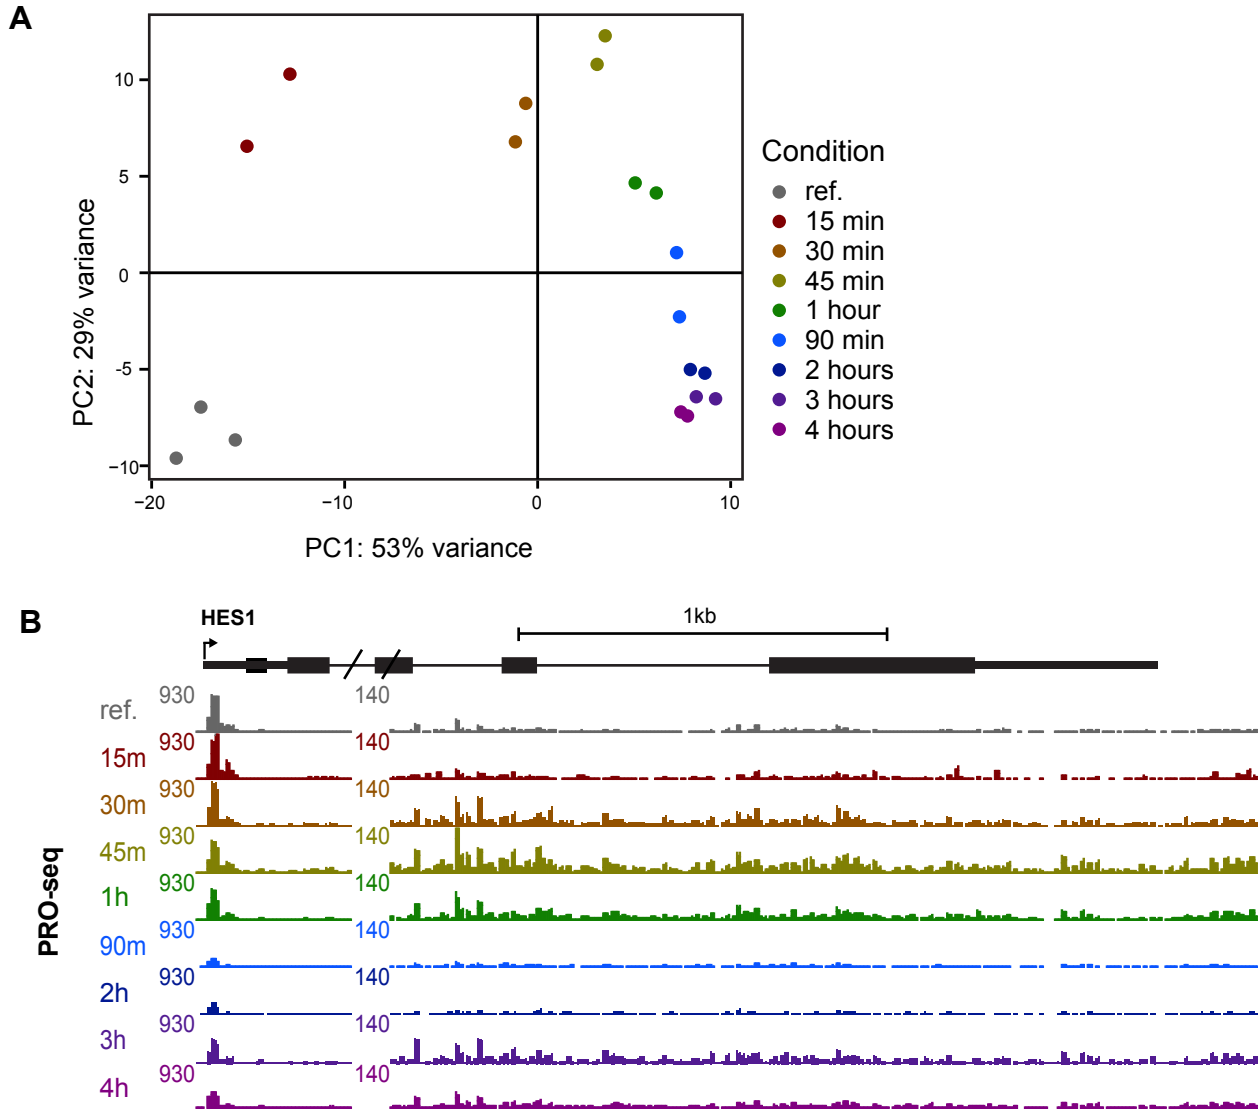 A
10
5
0
−5
−10
−20
−10
0
10
PC2: 29% variance
PC1: 53% variance
Condition
ref.
15 min
30 min
45 min
1 hour
90 min
2 hours
3 hours
4 hours
B
HES1
1kb
PRO-seq
ref. 930 140
15m 930 140
30m 930 140
45m 930 140
1h 930 140
90m 930 140
2h 930 140
3h 930 140
4h 930 140